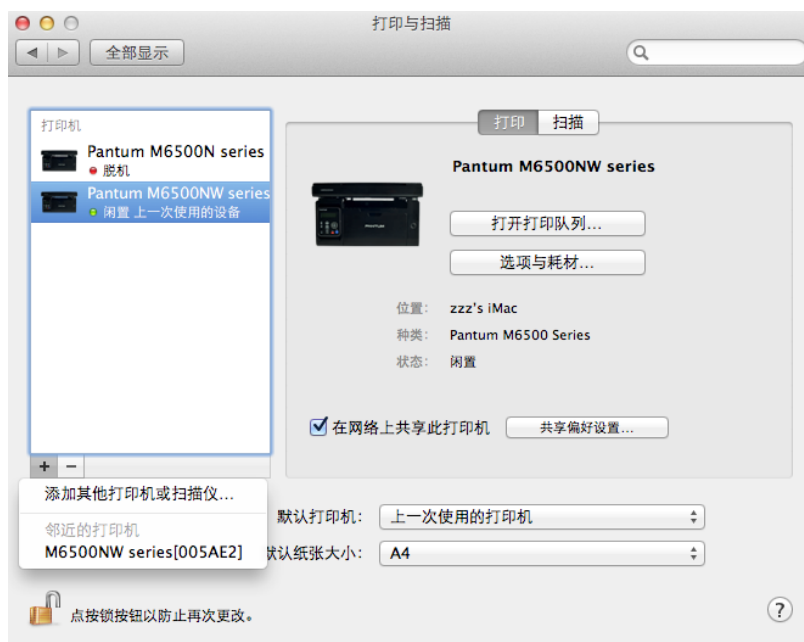 打印与扫描
全部显示
打印机
Pantum M6500N series
脱机
Pantum M6500NW series
闲置 上一次使用的设备
打印 扫描
Pantum M6500NW series
打开打印队列...
选项与耗材...
位置: zzz's iMac
种类: Pantum M6500 Series
状态: 闲置
在网络上共享此打印机 共享偏好设置...
+ −
添加其他打印机或扫描仪...
邻近的打印机
M6500NW series[005AE2]
默认打印机: 上一次使用的打印机
默认纸张大小: A4
点按锁按钮以防止再次更改。
?